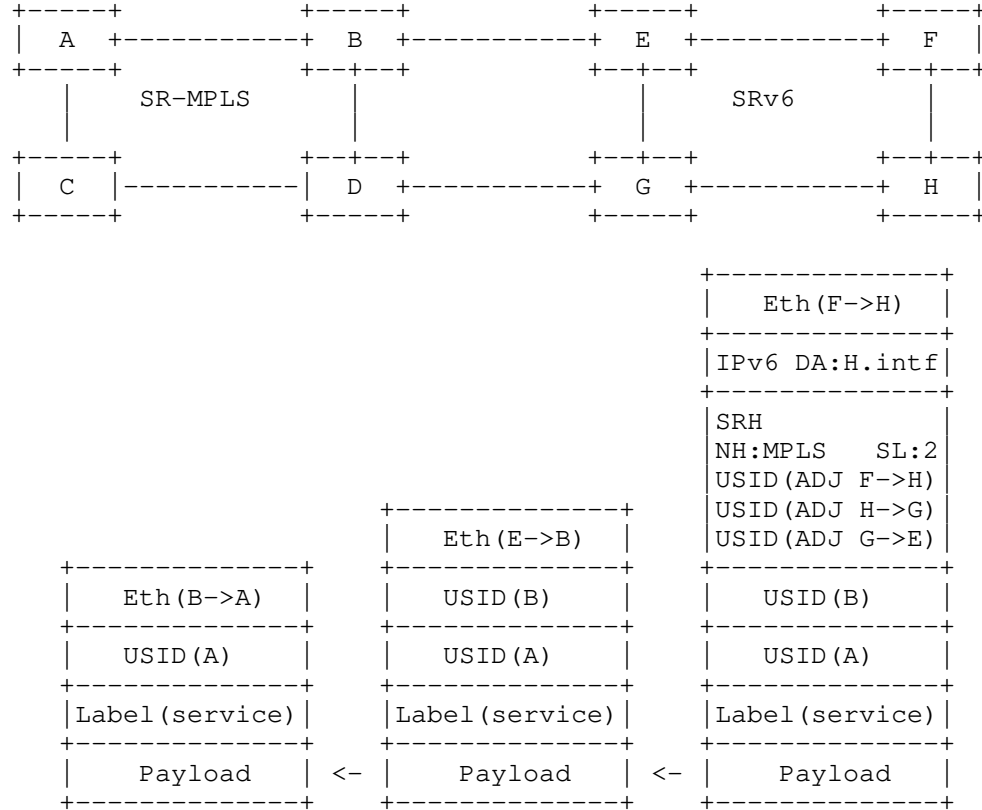 A B E F
SR-MPLS SRv6
C D G H
Eth(F->H)
IPv6 DA:H.intf
SRH
NH:MPLS SL:2
USID(ADJ F->H)
USID(ADJ H->G)
Eth(E->B) USID(ADJ G->E)
Eth(B->A) USID(B) USID(B)
USID(A) USID(A) USID(A)
Label(service) Label(service) Label(service)
Payload <- Payload <- Payload